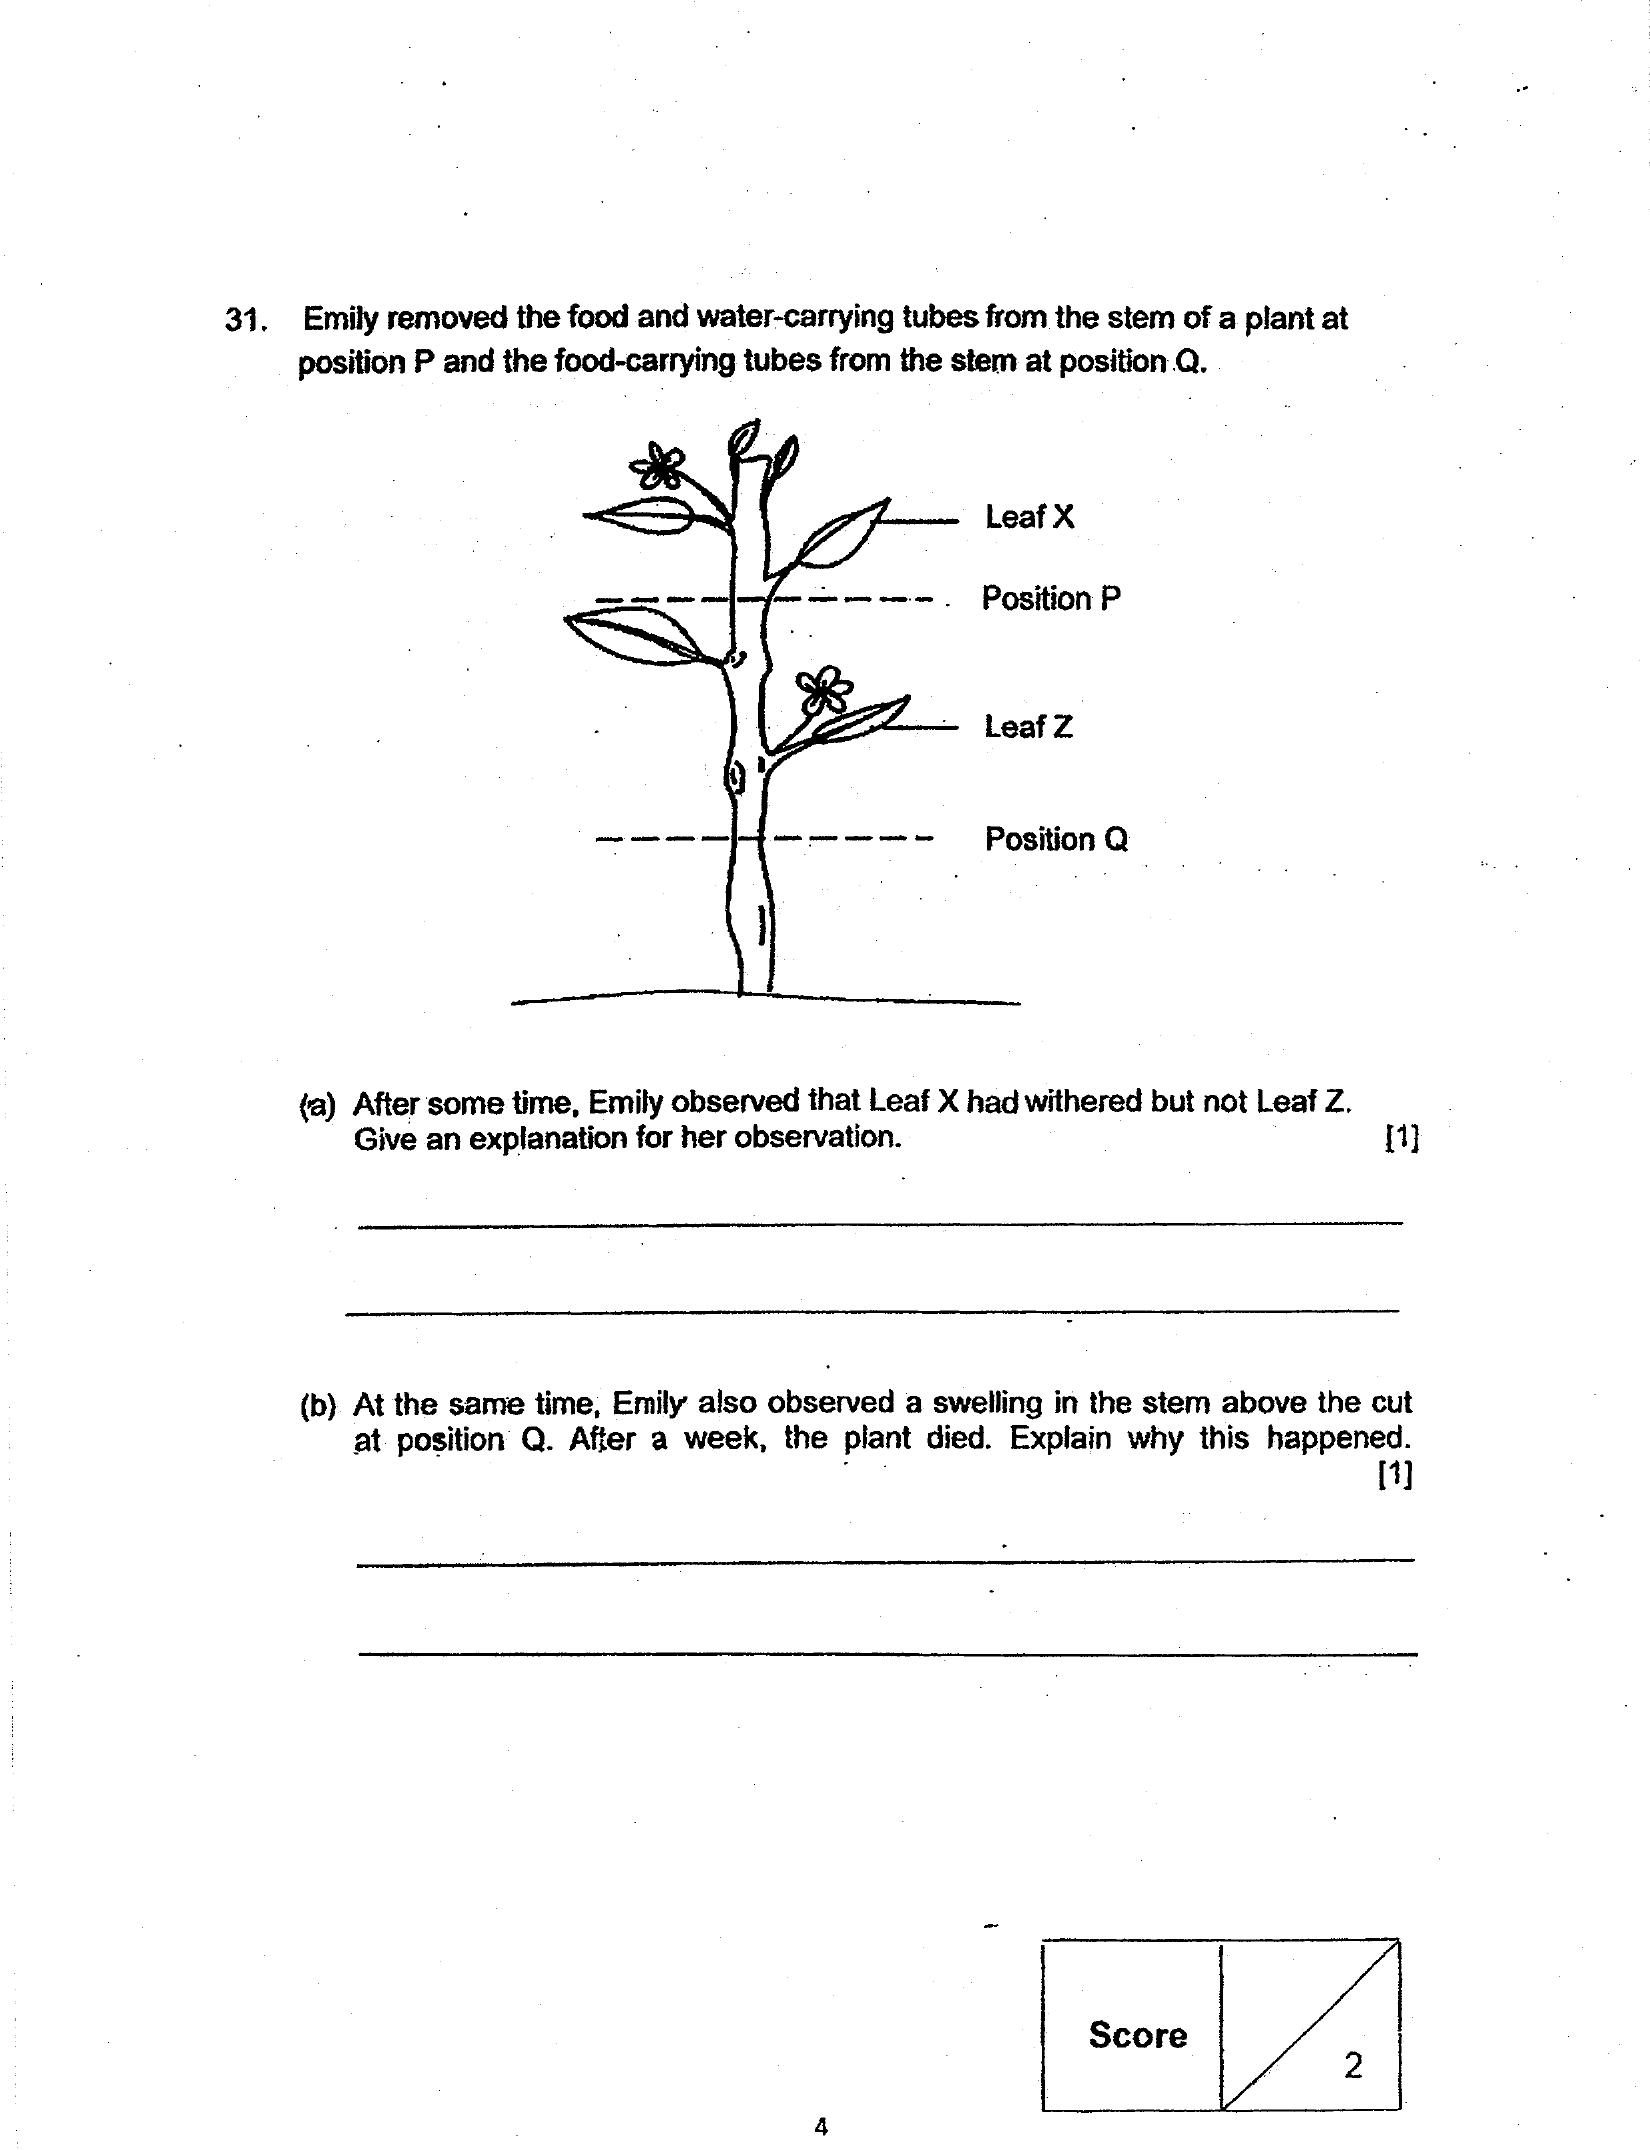 31. Emily removed the food and water-carrying tubes from the stem of a plant at
position P and the food-carrying tubes from the stem at position Q.
Leaf X
Position P
Leaf Z
Position Q
(a) After some time, Emily observed that Leaf X had withered but not Leaf Z.
Give an explanation for her observation. [1]
(b) At the same time, Emily also observed a swelling in the stem above the cut
at position Q. After a week, the plant died. Explain why this happened.
[1]
Score
2
4